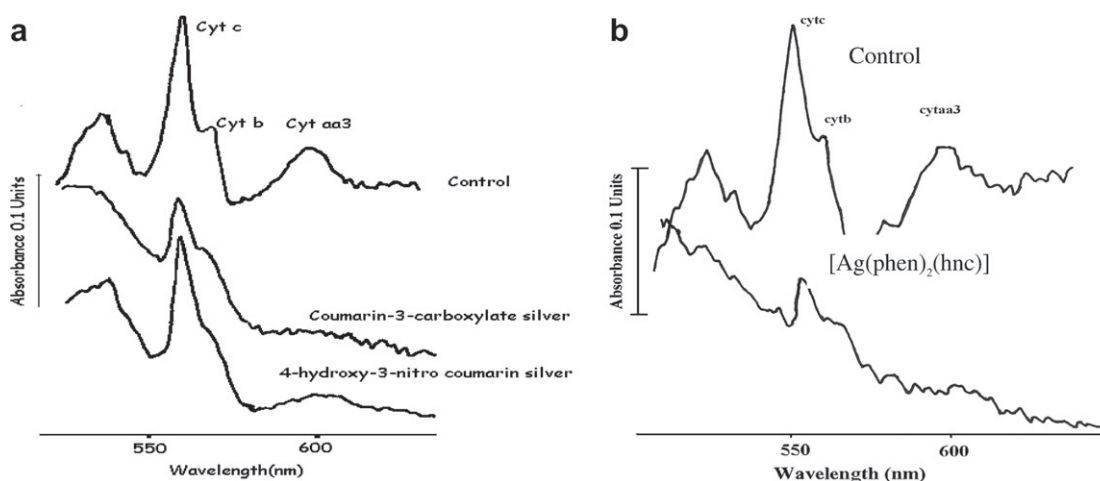 a
Cyt c
Cyt b
Cyt aa3
Control
Absorbance 0.1 Units
Coumarin-3-carboxylate silver
4-hydroxy-3-nitro coumarin silver
550
600
Wavelength(nm)
b
cytc
Control
cytb
cytaa3
Absorbance 0.1 Units
[Ag(phen)₂(hnc)]
550
600
Wavelength (nm)